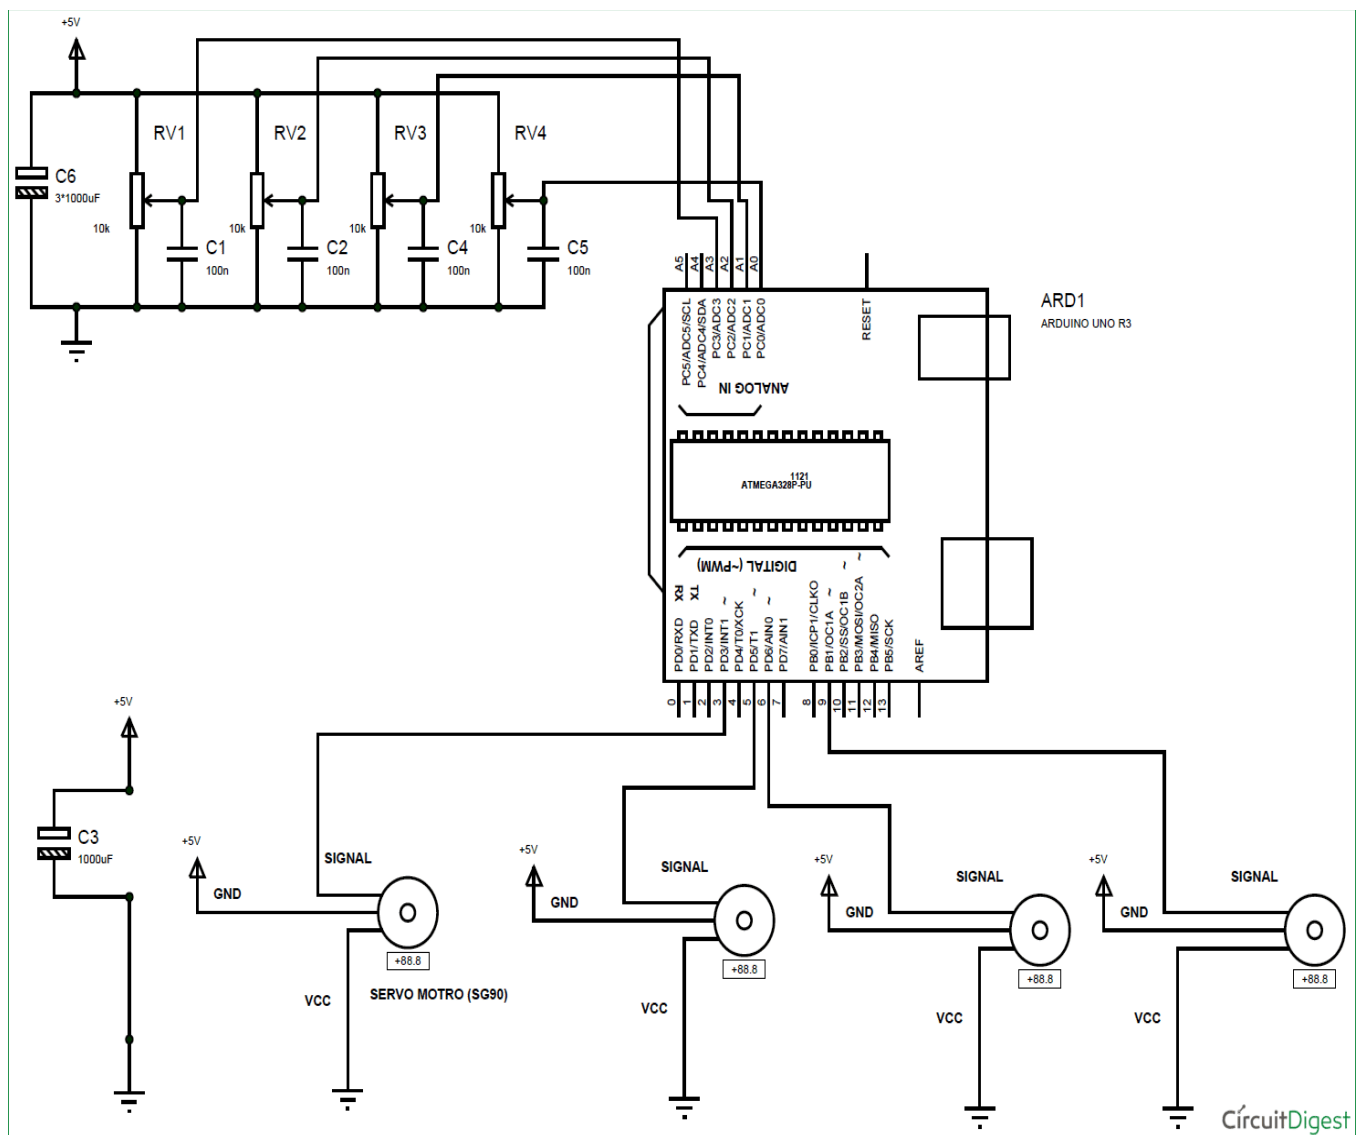 +5V
RV1
RV2
RV3
RV4
C6
3*1000uF
10k
10k
10k
10k
C1
100n
C2
100n
C4
100n
C5
100n
A5
A4
A3
A2
A1
A0
PC5/ADC5/SCL
PC4/ADC4/SDA
PC3/ADC3
PC2/ADC2
PC1/ADC1
PC0/ADC0
RESET
ARD1
ARDUINO UNO R3
ANALOG IN
1121
ATMEGA328P-PU
DIGITAL (~PWM)
RX
TX
~
~
~
~
~
~
PD0/RXD
PD1/TXD
PD2/INT0
PD3/INT1
PD4/T0/XCK
PD5/T1
PD6/AIN0
PD7/AIN1
PB0/ICP1/CLKO
PB1/OC1A
PB2/SS/OC1B
PB3/MOSI/OC2A
PB4/MISO
PB5/SCK
AREF
0
1
2
3
4
5
6
7
8
9
10
11
12
13
+5V
C3
1000uF
+5V
GND
SIGNAL
+88.8
VCC
SERVO MOTRO (SG90)
+5V
GND
SIGNAL
+88.8
VCC
+5V
GND
SIGNAL
+88.8
VCC
+5V
GND
SIGNAL
+88.8
VCC
CircuitDigest